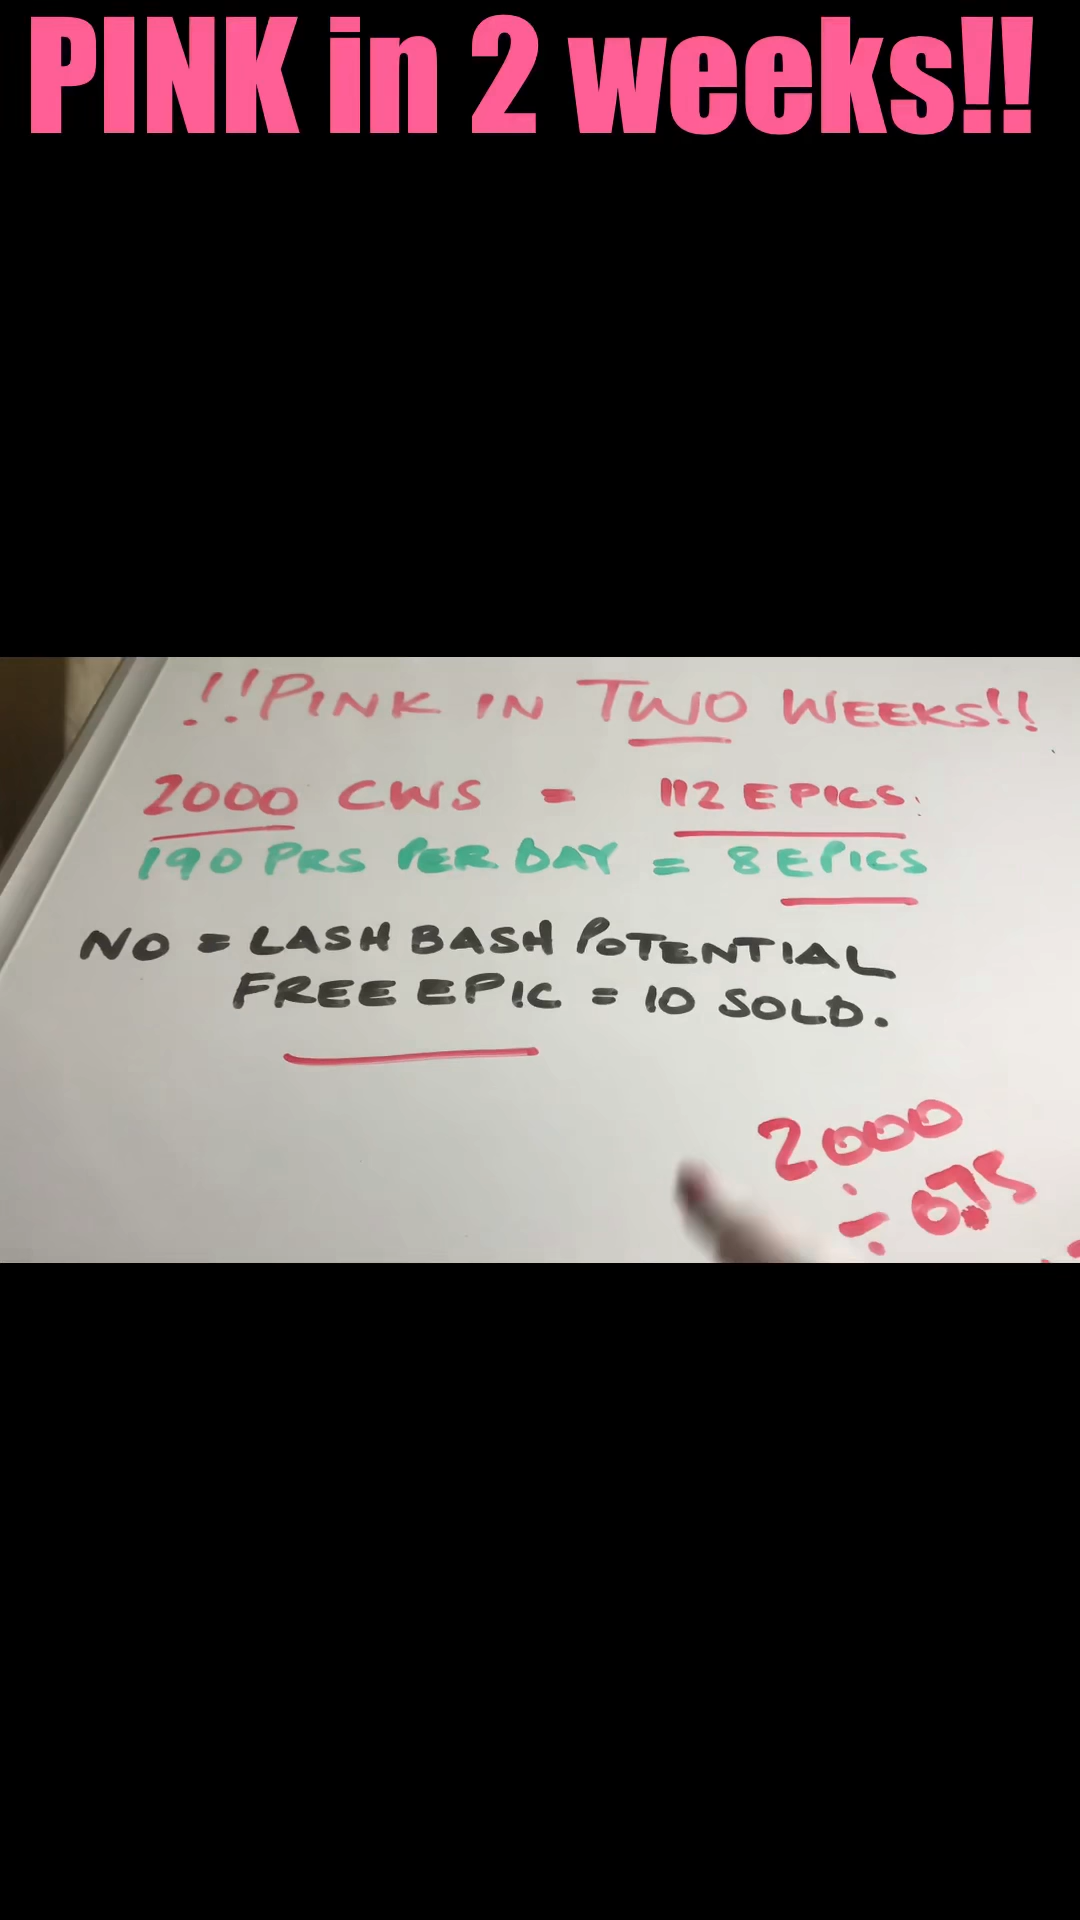 PINK in 2 weeks!!
!!PINK IN TWO WEEKS!!
2000 CWS = 112 EPICS.
190 PRS PER DAY = 8 EPICS
NO = LASH BASH POTENTIAL
FREE EPIC = 10 SOLD.
2000
÷ 0.75